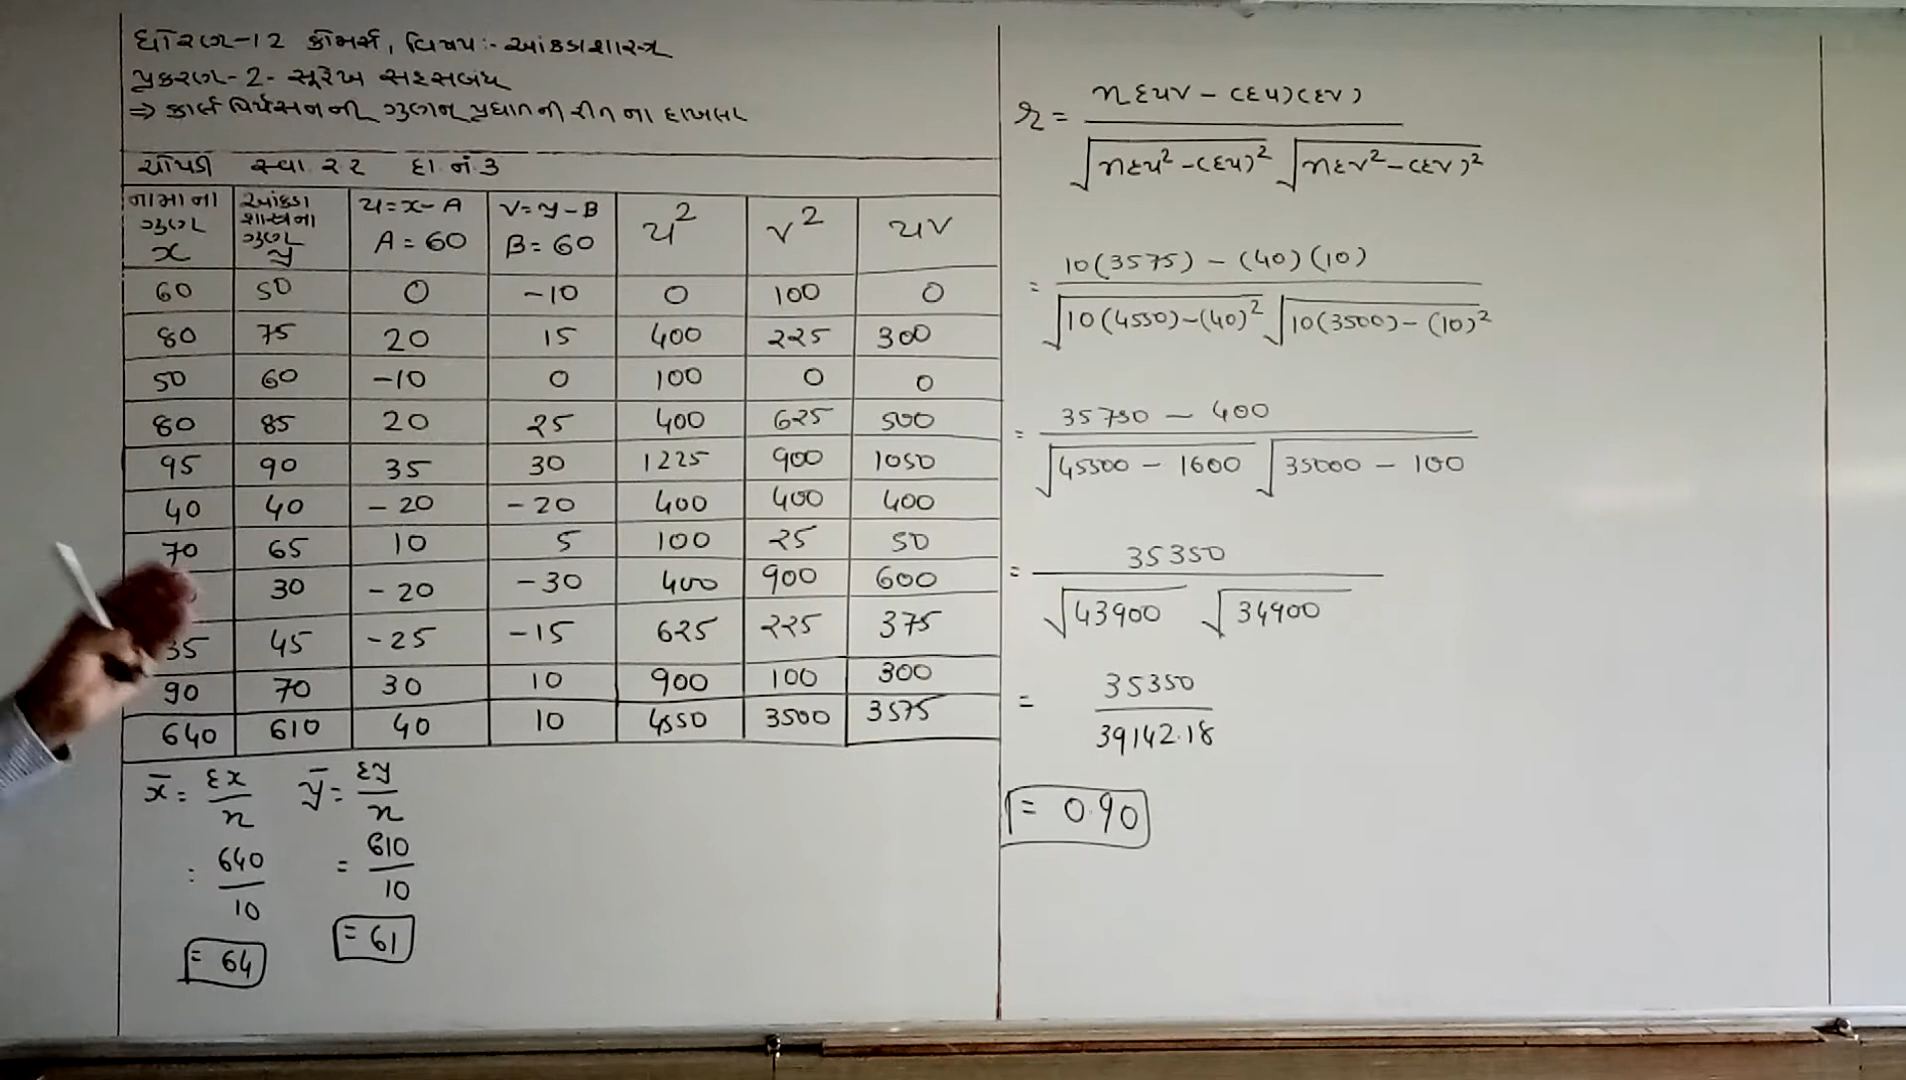 ધોરણ-12 કોમર્સ, વિષય:- આંકડાશાસ્ત્ર
પ્રકરણ-2- સૂરેખ સહસબંધ
⇒ કાર્લ પિર્યસનની ગુણન પ્રધાતની રીતના દાખલા
ચોપડી સ્વા. 2૨ દા. નં. 3
નામાના ગુણ x | આંકડા શાસ્ત્રના ગુણ y | u=x-A A=60 | v=y-B B=60 | u² | v² | uv
60 50 0 -10 0 100 0
80 75 20 15 400 225 300
50 60 -10 0 100 0 0
80 85 20 25 400 625 500
95 90 35 30 1225 900 1050
40 40 -20 -20 400 400 400
70 65 10 5 100 25 50
30 -20 -30 400 900 600
35 45 -25 -15 625 225 375
90 70 30 10 900 100 300
640 610 40 10 4550 3500 3575
x̄ = Σx/n ȳ = Σy/n
= 640/10 = 610/10
= 64 = 61
r = nΣuv - (Σu)(Σv) / √nΣu² - (Σu)² √nΣv² - (Σv)²
= 10(3575) - (40)(10) / √10(4550) - (40)² √10(3500) - (10)²
= 35750 - 400 / √45500 - 1600 √35000 - 100
= 35350 / √43900 √34900
= 35350 / 39142.18
= 0.90